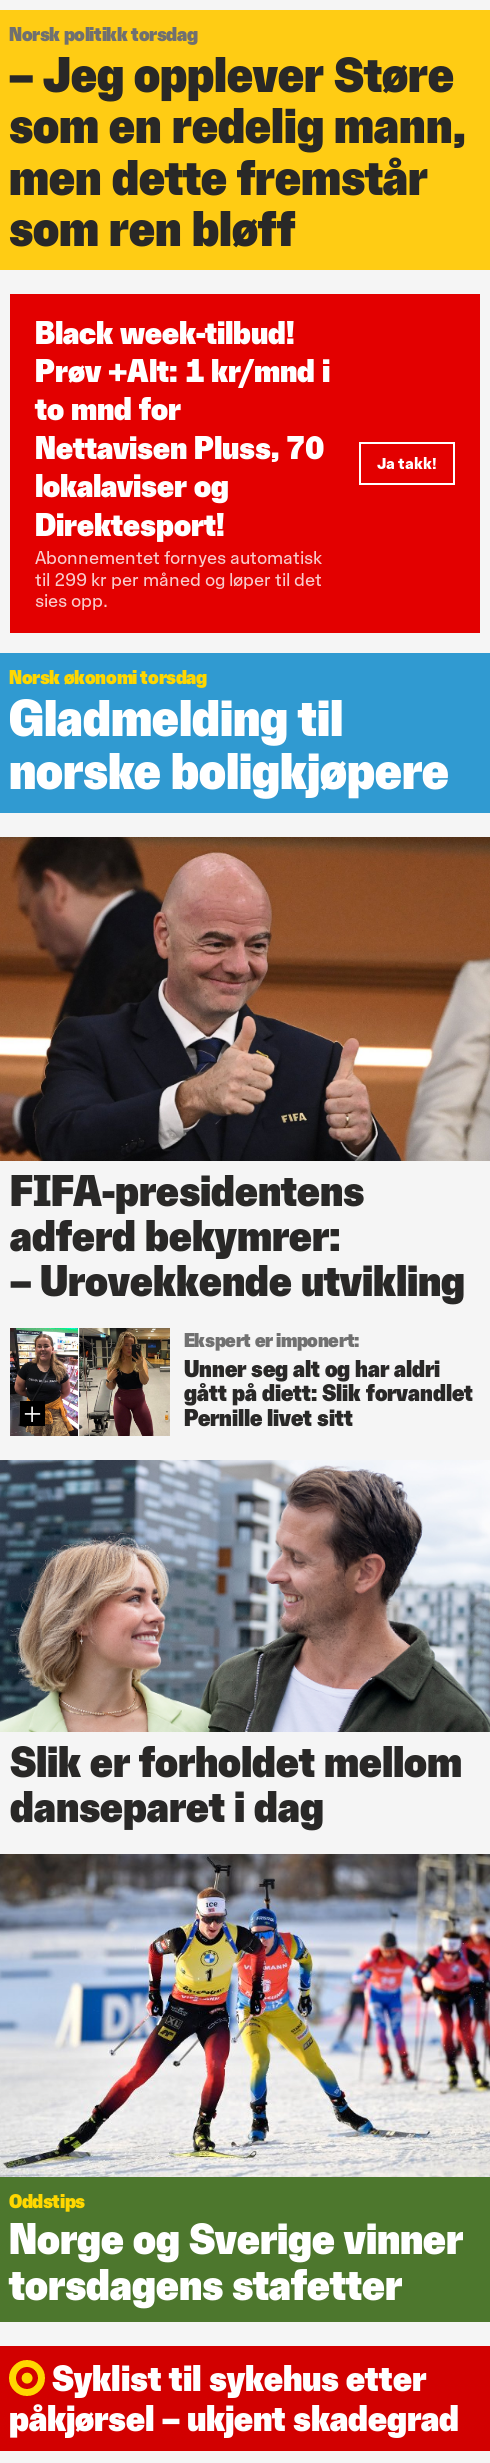 Norsk politikk torsdag
– Jeg opplever Støre
som en redelig mann,
men dette fremstår
som ren bløff
Black week-tilbud!
Prøv +Alt: 1 kr/mnd i
to mnd for
Nettavisen Pluss, 70
lokalaviser og
Direktesport!
Ja takk!
Abonnementet fornyes automatisk
til 299 kr per måned og løper til det
sies opp.
Norsk økonomi torsdag
Gladmelding til
norske boligkjøpere
FIFA
FIFA-presidentens
adferd bekymrer:
– Urovekkende utvikling
Ekspert er imponert:
Unner seg alt og har aldri
gått på diett: Slik forvandlet
Pernille livet sitt
Slik er forholdet mellom
danseparet i dag
ice
1
Oddstips
Norge og Sverige vinner
torsdagens stafetter
Syklist til sykehus etter
påkjørsel – ukjent skadegrad